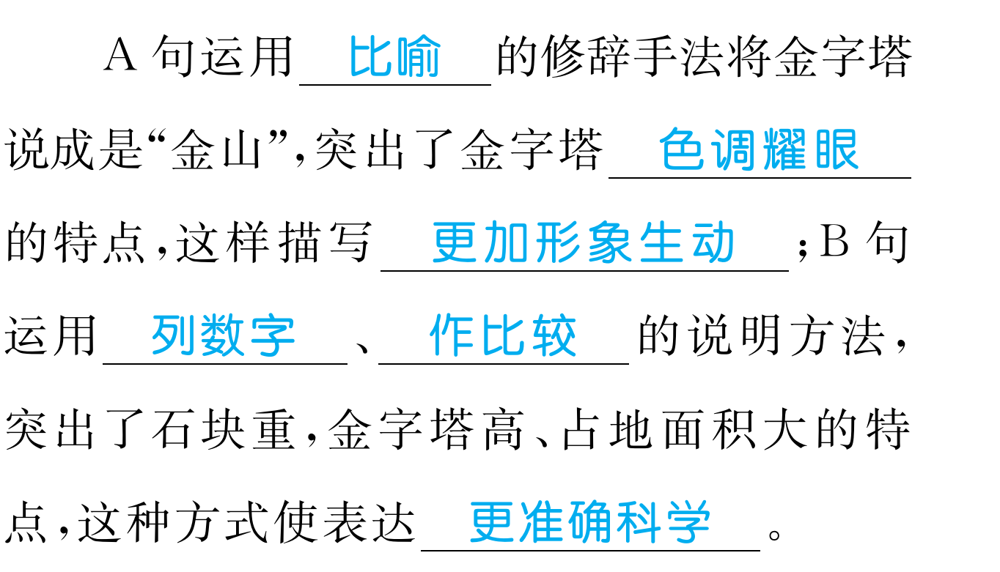 A 句运用 比喻 的修辞手法将金字塔
说成是“金山”,突出了金字塔 色调耀眼
的特点,这样描写 更加形象生动 ;B 句
运用 列数字 、 作比较 的说明方法,
突出了石块重,金字塔高、占地面积大的特
点,这种方式使表达 更准确科学 。